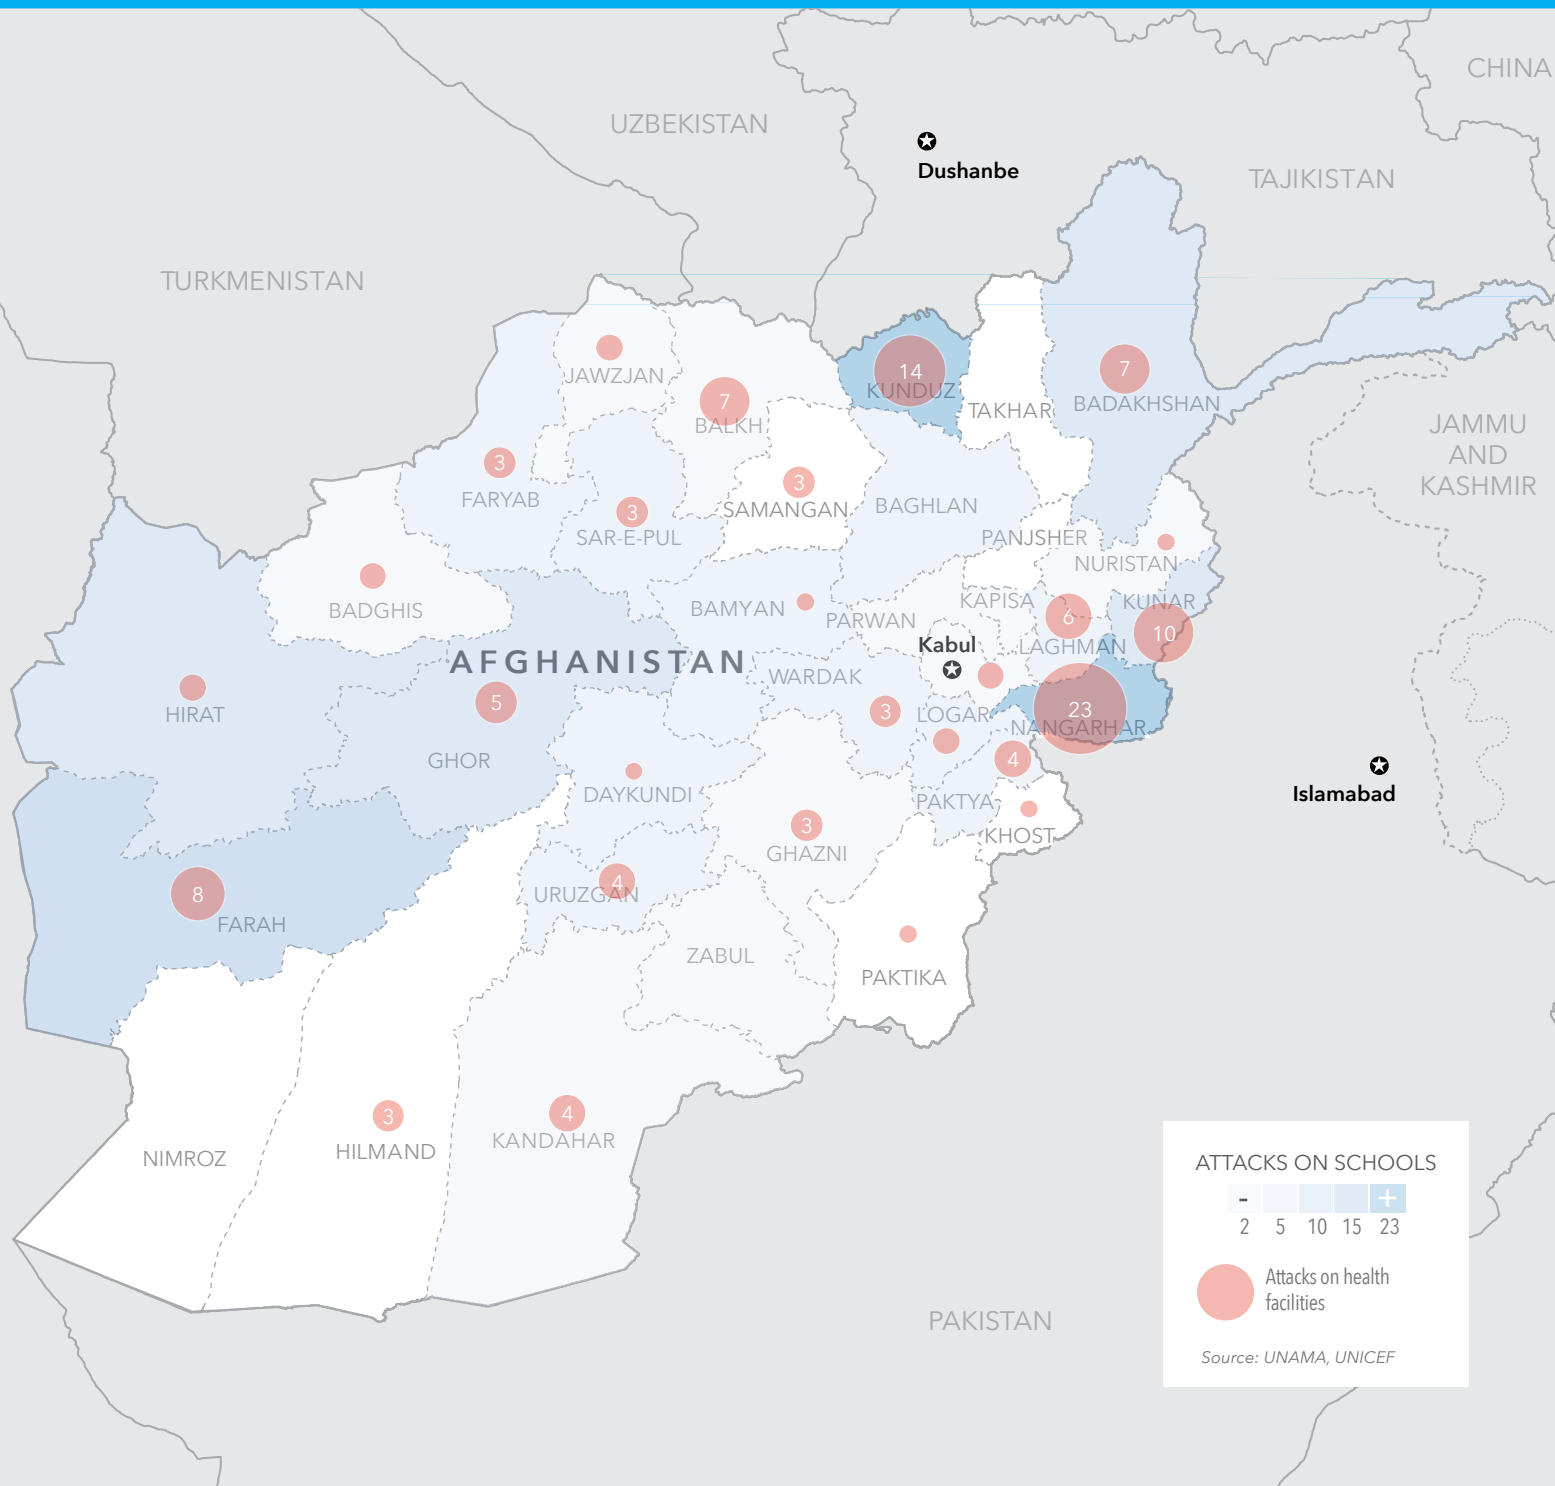 CHINA
UZBEKISTAN
Dushanbe
TAJIKISTAN
TURKMENISTAN
JAWZJAN
14
KUNDUZ
7
BADAKHSHAN
7
BALKH
TAKHAR
JAMMU
AND
KASHMIR
3
FARYAB
3
SAMANGAN
BAGHLAN
3
SAR-E-PUL
PANJSHER
NURISTAN
BADGHIS
BAMYAN
PARWAN
KAPISA
KUNAR
6
10
Kabul
LAGHMAN
AFGHANISTAN
WARDAK
HIRAT
5
3
LOGAR
23
NANGARHAR
GHOR
4
DAYKUNDI
PAKTYA
Islamabad
3
GHAZNI
KHOST
8
FARAH
4
URUZGAN
ZABUL
PAKTIKA
3
HILMAND
4
KANDAHAR
NIMROZ
PAKISTAN
ATTACKS ON SCHOOLS
- +
2 5 10 15 23
Attacks on health
facilities
Source: UNAMA, UNICEF